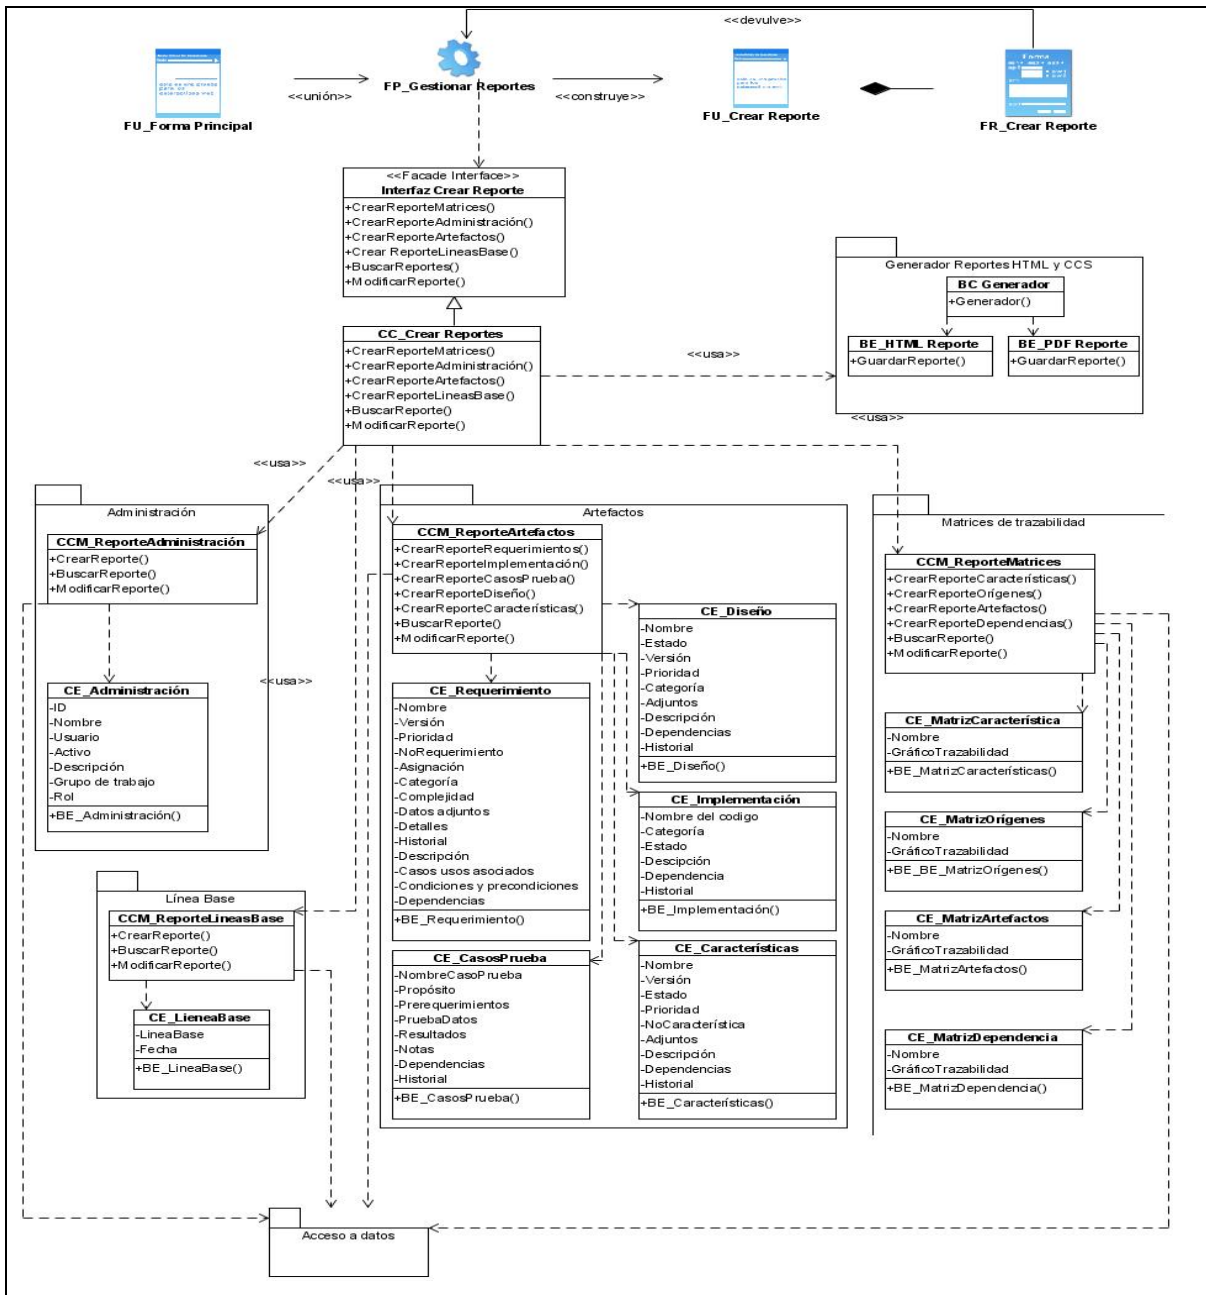 <<devulve>>
FU_Forma Principal
<<unión>>
FP_Gestionar Reportes
<<construye>>
FU_Crear Reporte
Forma
FR_Crear Reporte
<<Facade Interface>>
Interfaz Crear Reporte
+CrearReporteMatrices()
+CrearReporteAdministración()
+CrearReporteArtefactos()
+Crear ReporteLineasBase()
+BuscarReportes()
+ModificarReporte()
CC_Crear Reportes
+CrearReporteMatrices()
+CrearReporteAdministración()
+CrearReporteArtefactos()
+CrearReporteLineasBase()
+BuscarReporte()
+ModificarReporte()
<<usa>>
Generador Reportes HTML y CCS
BC Generador
+Generador()
BE_HTML Reporte
+GuardarReporte()
BE_PDF Reporte
+GuardarReporte()
<<usa>>
<<usa>>
<<usa>>
<<usa>>
Administración
CCM_ReporteAdministración
+CrearReporte()
+BuscarReporte()
+ModificarReporte()
CE_Administración
-ID
-Nombre
-Usuario
-Activo
-Descripción
-Grupo de trabajo
-Rol
+BE_Administración()
Línea Base
CCM_ReporteLineasBase
+CrearReporte()
+BuscarReporte()
+ModificarReporte()
CE_LieneaBase
-LineaBase
-Fecha
+BE_LineaBase()
Artefactos
CCM_ReporteArtefactos
+CrearReporteRequerimientos()
+CrearReporteImplementación()
+CrearReporteCasosPrueba()
+CrearReporteDiseño()
+CrearReporteCaracterísticas()
+BuscarReporte()
+ModificarReporte()
CE_Requerimiento
-Nombre
-Versión
-Prioridad
-NoRequerimiento
-Asignación
-Categoría
-Complejidad
-Datos adjuntos
-Detalles
-Historial
-Descripción
-Casos usos asociados
-Condiciones y precondiciones
-Dependencias
+BE_Requerimiento()
CE_CasosPrueba
-NombreCasoPrueba
-Propósito
-Prerequerimientos
-PruebaDatos
-Resultados
-Notas
-Dependencias
-Historial
+BE_CasosPrueba()
CE_Diseño
-Nombre
-Estado
-Versión
-Prioridad
-Categoría
-Adjuntos
-Descripción
-Dependencias
-Historial
+BE_Diseño()
CE_Implementación
-Nombre del codigo
-Categoría
-Estado
-Descipción
-Dependencia
-Historial
+BE_Implementación()
CE_Características
-Nombre
-Versión
-Estado
-Prioridad
-NoCaracterística
-Adjuntos
-Descripción
-Dependencias
-Historial
+BE_Características()
Matrices de trazabilidad
CCM_ReporteMatrices
+CrearReporteCaracterísticas()
+CrearReporteOrígenes()
+CrearReporteArtefactos()
+CrearReporteDependencias()
+BuscarReporte()
+ModificarReporte()
CE_MatrizCaracterística
-Nombre
-GráficoTrazabilidad
+BE_MatrizCaracterísticas()
CE_MatrizOrígenes
-Nombre
-GráficoTrazabilidad
+BE_BE_MatrizOrígenes()
CE_MatrizArtefactos
-Nombre
-GráficoTrazabilidad
+BE_MatrizArtefactos()
CE_MatrizDependencia
-Nombre
-GráficoTrazabilidad
+BE_MatrizDependencia()
Acceso a datos